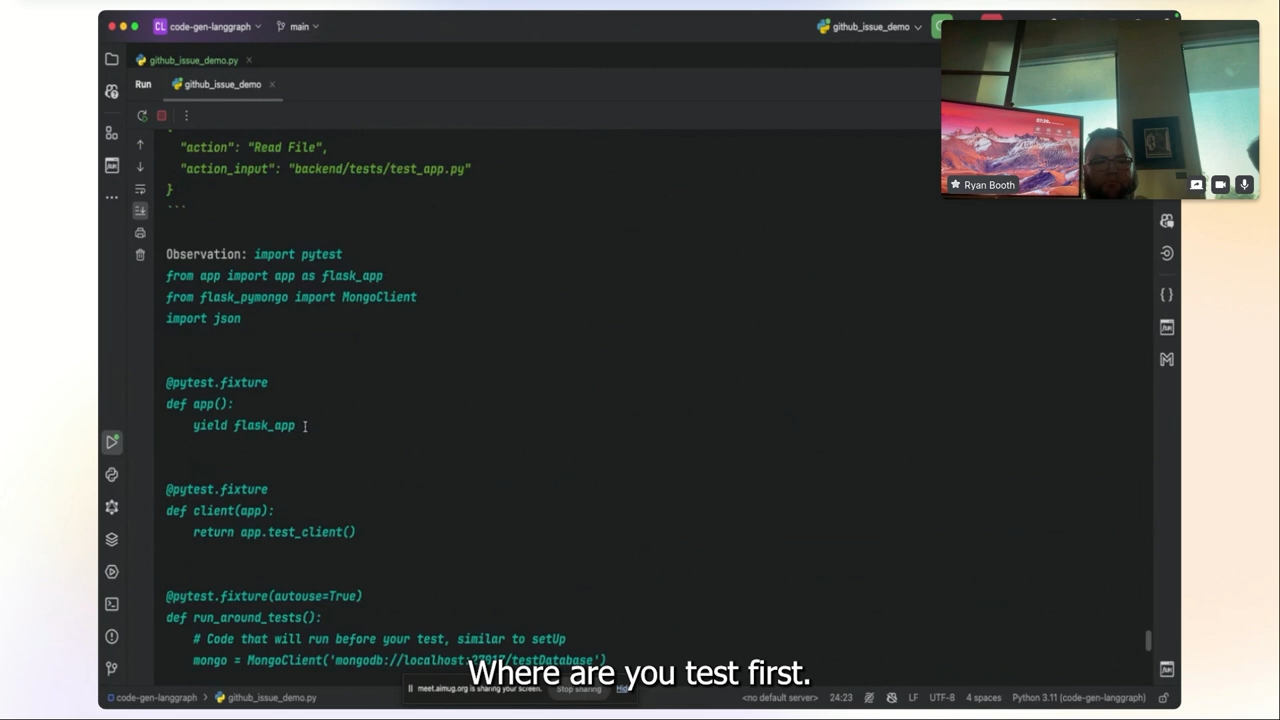 CL code-gen-langgraph main github_issue_demo
github_issue_demo.py
Run github_issue_demo
"action": "Read File",
"action_input": "backend/tests/test_app.py"
}
```
Observation: import pytest
from app import app as flask_app
from flask_pymongo import MongoClient
import json
@pytest.fixture
def app():
yield flask_app
@pytest.fixture
def client(app):
return app.test_client()
@pytest.fixture(autouse=True)
def run_around_tests():
# Code that will run before your test, similar to setUp
mongo = MongoClient('mongodb://localhost:27017/testDatabase')
Ryan Booth
Where are you test first.
meet.aimug.org is sharing your screen. Stop sharing Hide
code-gen-langgraph > github_issue_demo.py <no default server> 24:23 LF UTF-8 4 spaces Python 3.11 (code-gen-langgraph)